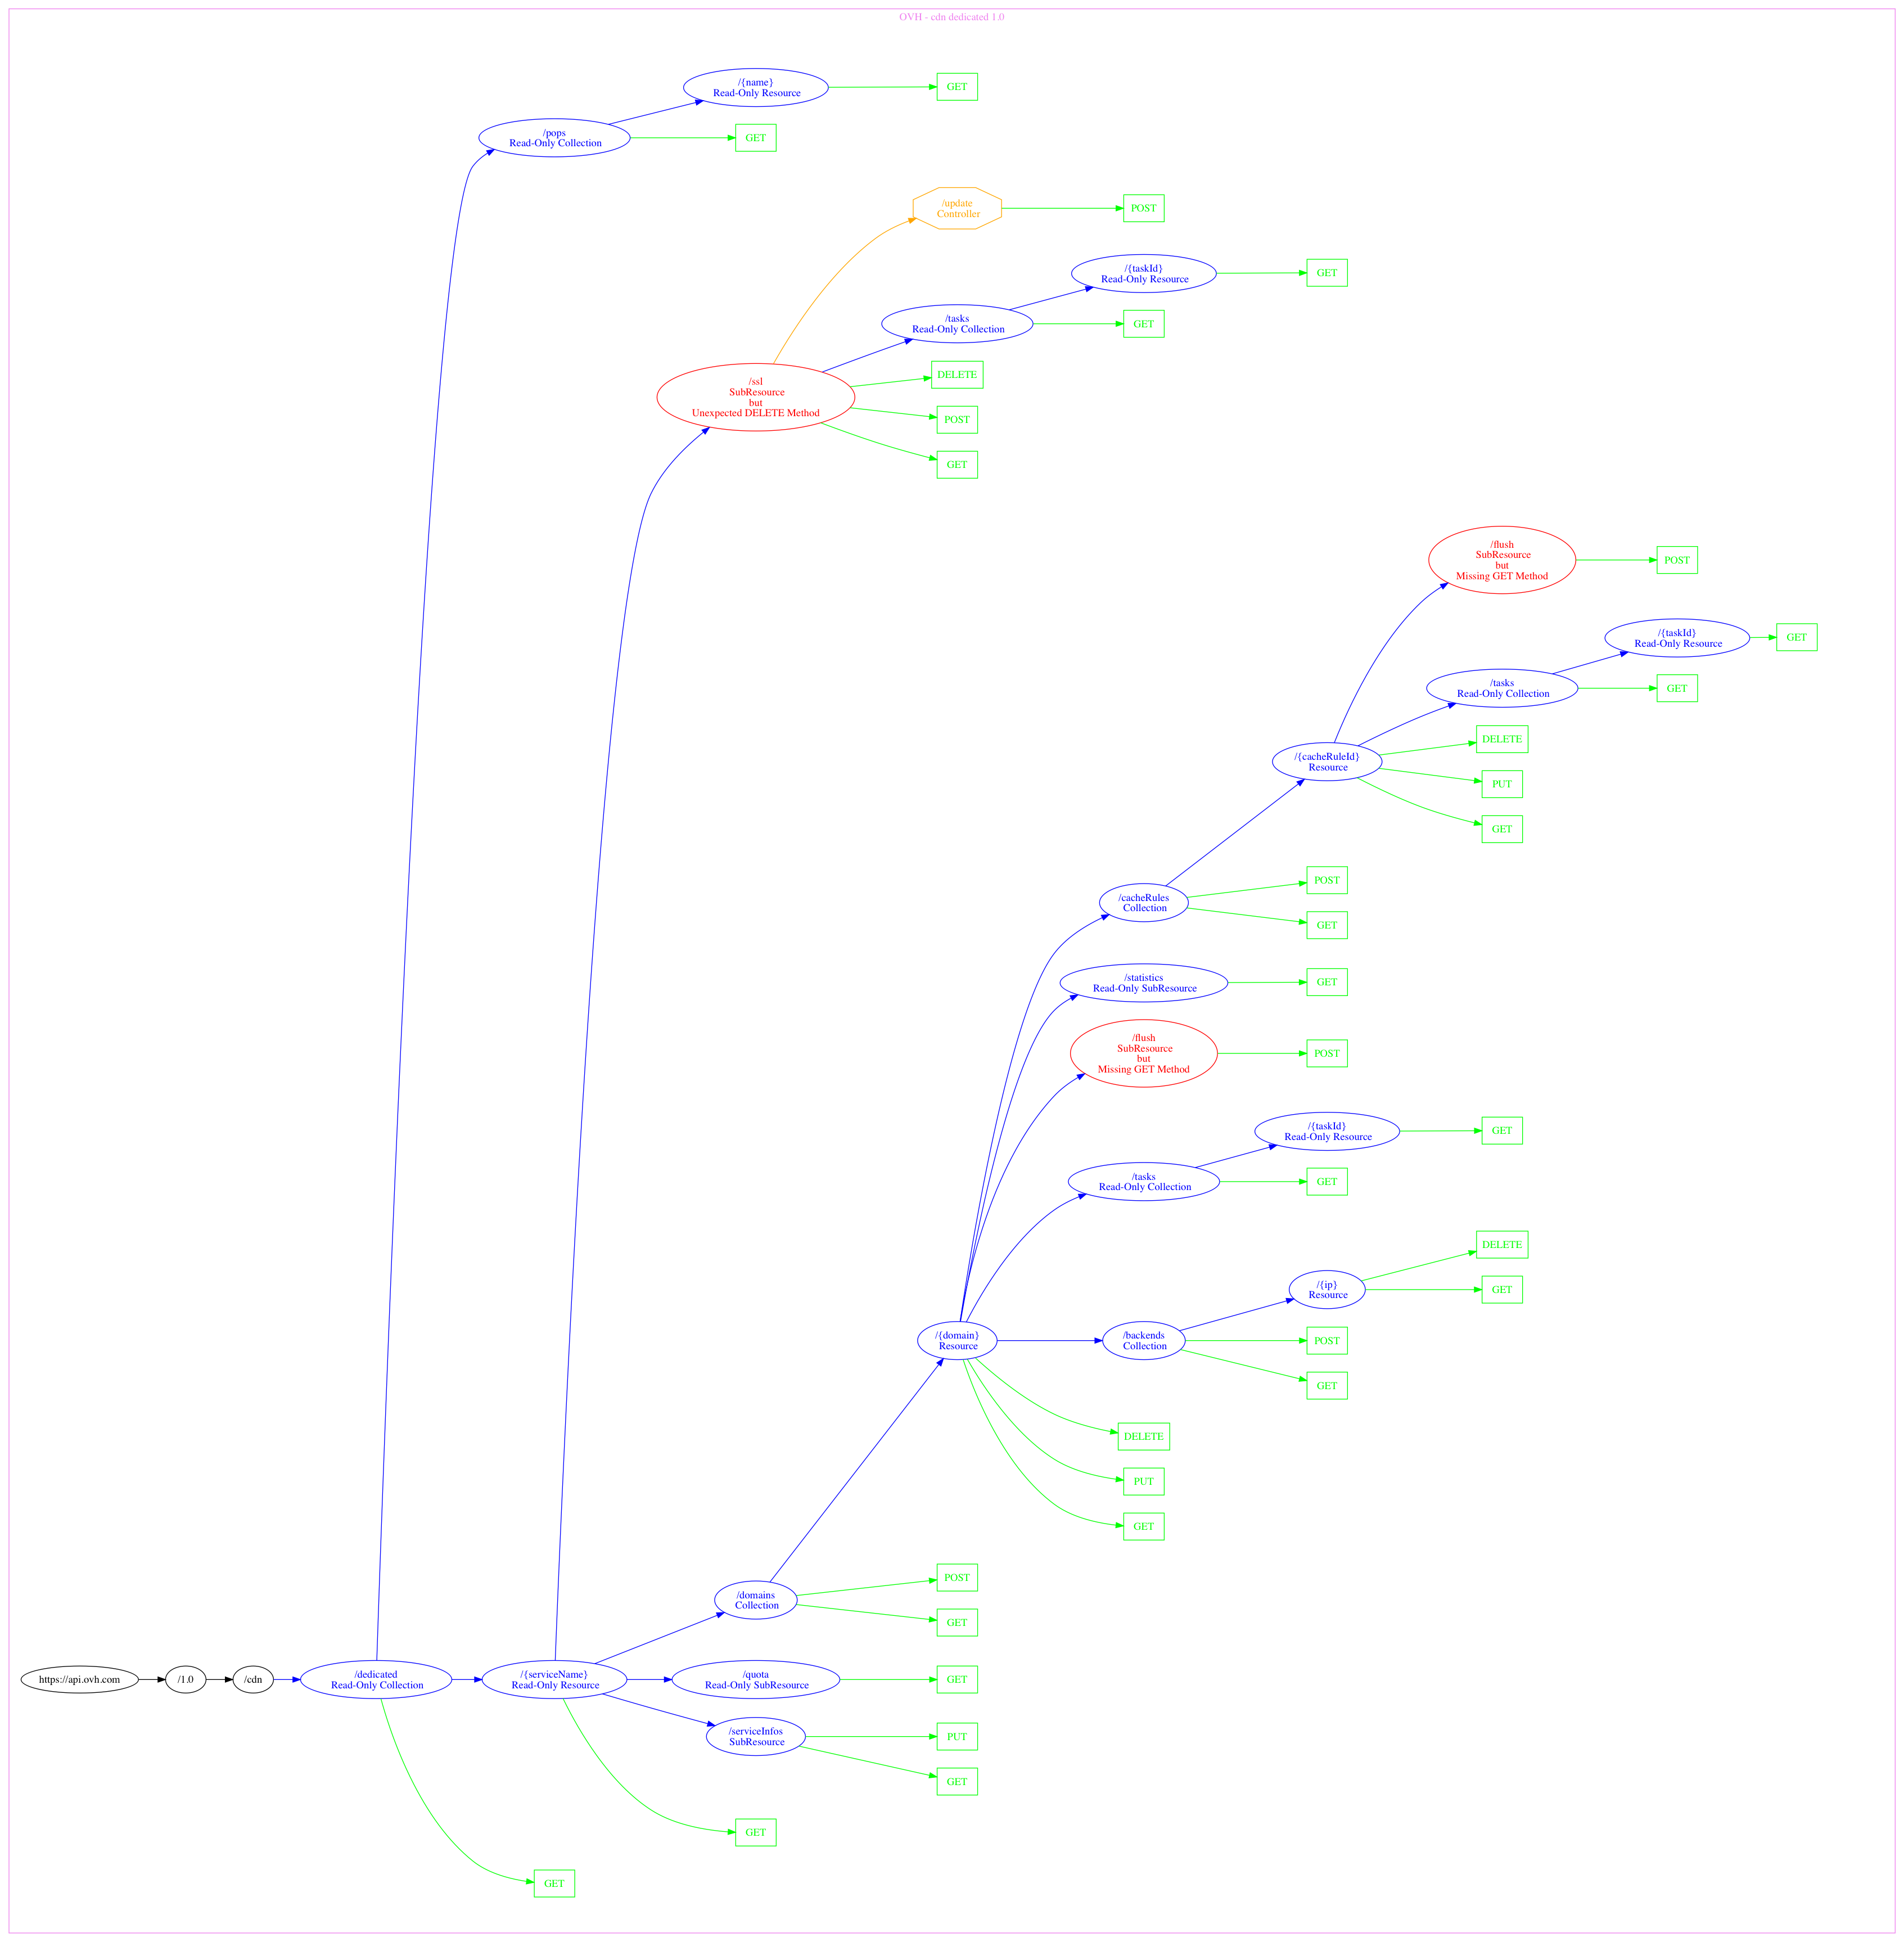 OVH - cdn dedicated 1.0
/{name}
Read-Only Resource
GET
/pops
Read-Only Collection
GET
/update
Controller
POST
/{taskId}
Read-Only Resource
GET
/tasks
Read-Only Collection
GET
/ssl
SubResource
but
Unexpected DELETE Method
DELETE
POST
GET
/flush
SubResource
but
Missing GET Method
POST
/{taskId}
Read-Only Resource
GET
/tasks
Read-Only Collection
GET
/{cacheRuleId}
Resource
DELETE
PUT
GET
/cacheRules
Collection
POST
GET
/statistics
Read-Only SubResource
GET
/flush
SubResource
but
Missing GET Method
POST
/{taskId}
Read-Only Resource
GET
/tasks
Read-Only Collection
GET
/{ip}
Resource
DELETE
GET
/{domain}
Resource
/backends
Collection
POST
GET
DELETE
PUT
GET
/domains
Collection
POST
GET
https://api.ovh.com
/1.0
/cdn
/dedicated
Read-Only Collection
/{serviceName}
Read-Only Resource
/quota
Read-Only SubResource
GET
/serviceInfos
SubResource
PUT
GET
GET
GET